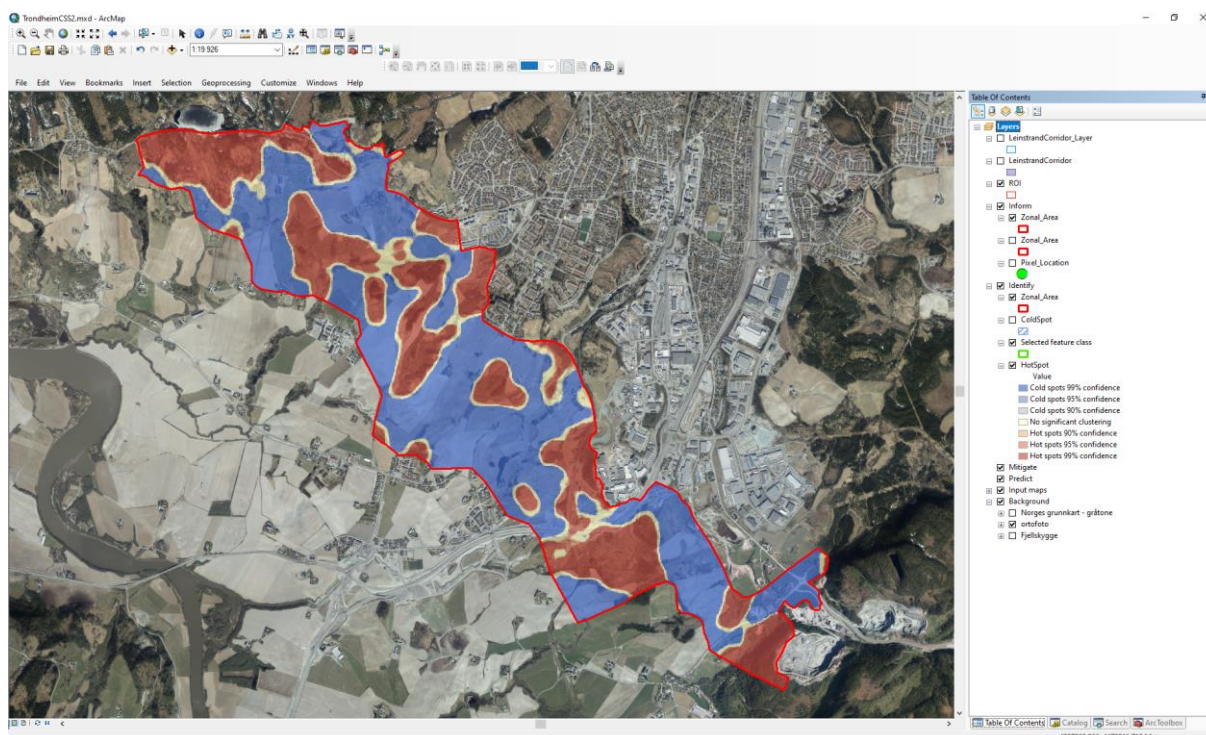 TrondheimCSS2.mxd - ArcMap
1:19 926
File Edit View Bookmarks Insert Selection Geoprocessing Customize Windows Help
Table Of Contents
Layers
LeinstrandCorridor_Layer
LeinstrandCorridor
ROI
Inform
Zonal_Area
Zonal_Area
Pixel_Location
Identify
Zonal_Area
ColdSpot
Selected feature class
HotSpot
Value
Cold spots 99% confidence
Cold spots 95% confidence
Cold spots 90% confidence
No significant clustering
Hot spots 90% confidence
Hot spots 95% confidence
Hot spots 99% confidence
Mitigate
Predict
Input maps
Background
Norges grunnkart - gråtone
ortofoto
Fjellskygge
Table Of Contents Catalog Search ArcToolbox